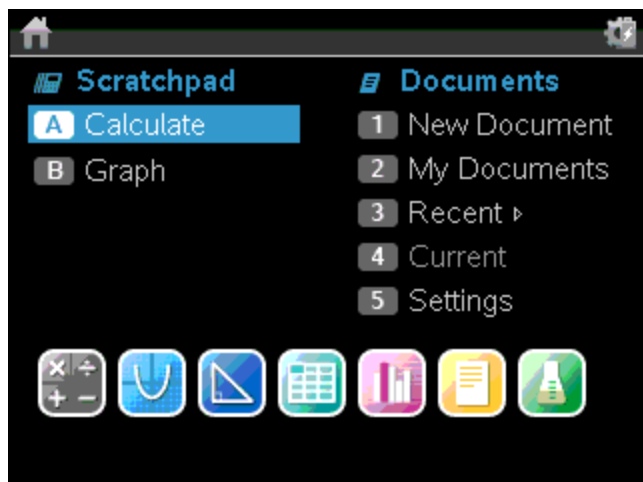 Scratchpad
A Calculate
B Graph
Documents
1 New Document
2 My Documents
3 Recent ▹
4 Current
5 Settings